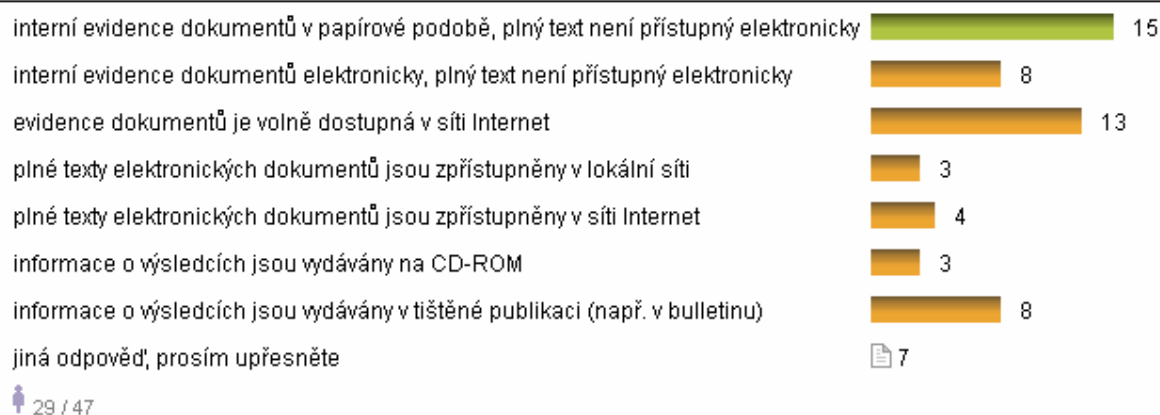 interní evidence dokumentů v papírové podobě, plný text není přístupný elektronicky 15
interní evidence dokumentů elektronicky, plný text není přístupný elektronicky 8
evidence dokumentů je volně dostupná v síti Internet 13
plné texty elektronických dokumentů jsou zpřístupněny v lokální síti 3
plné texty elektronických dokumentů jsou zpřístupněny v síti Internet 4
informace o výsledcích jsou vydávány na CD-ROM 3
informace o výsledcích jsou vydávány v tištěné publikaci (např. v bulletinu) 8
jiná odpověď, prosím upřesněte 7
29 / 47